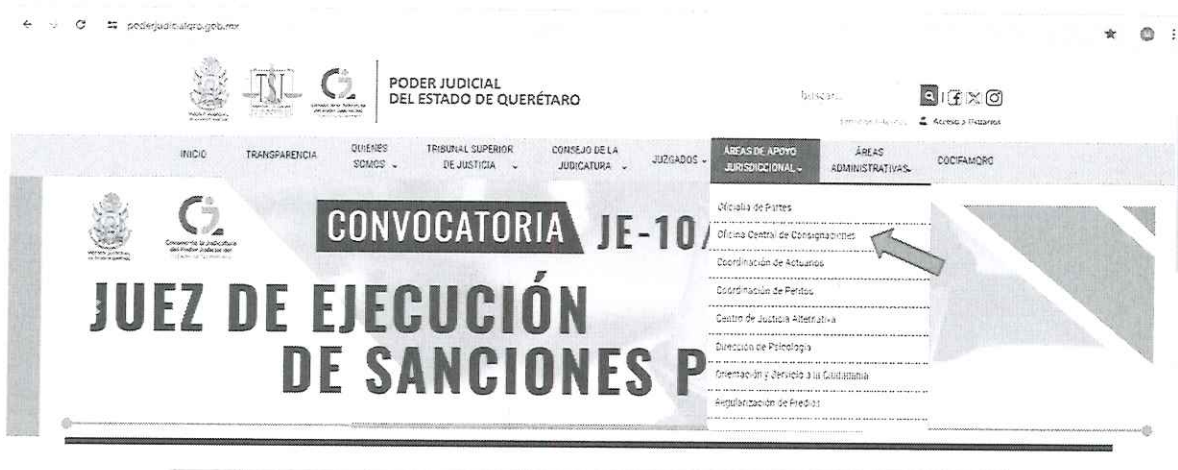 poderjudicialqro.gob.mx
PODER JUDICIAL
DEL ESTADO DE QUERÉTARO
buscar...
Acceso a Usuarios
INICIO
TRANSPARENCIA
QUIENES
SOMOS
TRIBUNAL SUPERIOR
DE JUSTICIA
CONSEJO DE LA
JUDICATURA
JUZGADOS
ÁREAS DE APOYO
JURISDICCIONAL
ÁREAS
ADMINISTRATIVAS
COCIFAMQRO
Oficialía de Partes
Oficina Central de Consignaciones
Coordinación de Actuarios
Coordinación de Peritos
Centro de Justicia Alternativa
Dirección de Psicología
Orientación y Servicio a la Ciudadanía
Regularización de Predios
CONVOCATORIA JE-10/
JUEZ DE EJECUCIÓN
DE SANCIONES P